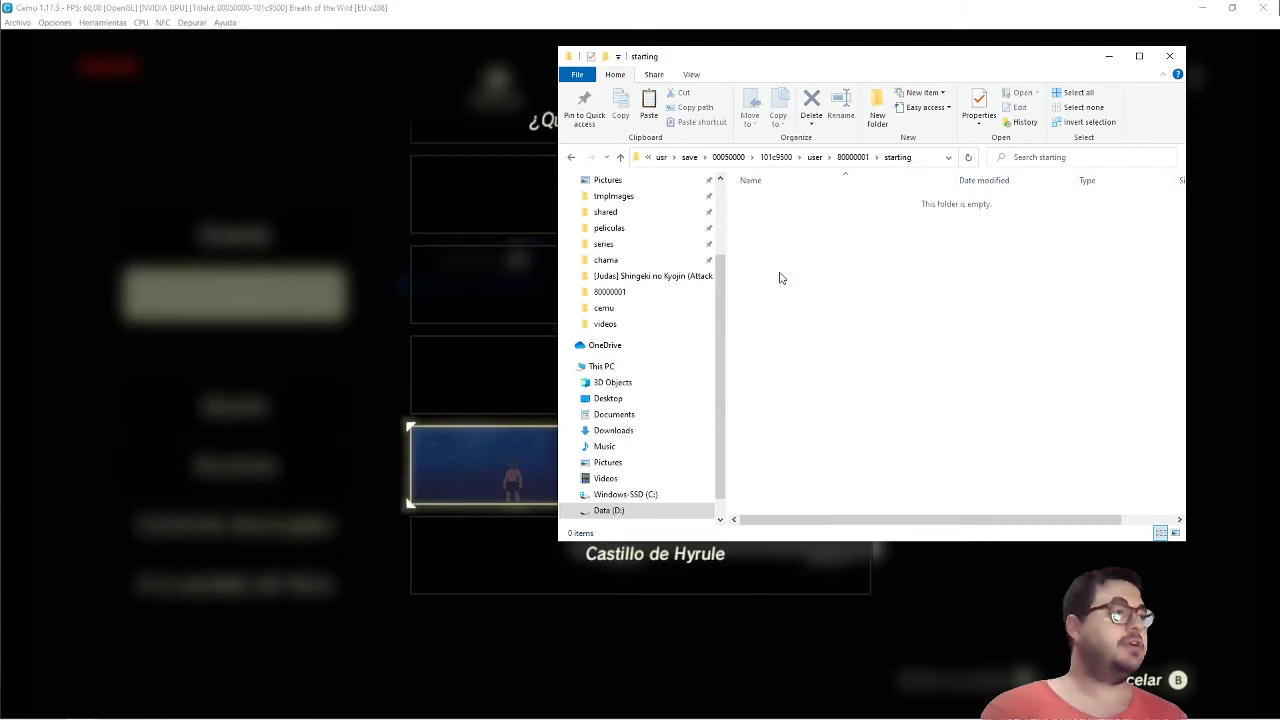 Cemu 1.17.3 - FPS: 60,00 [OpenGL] [NVIDIA GPU] [TitleId: 00050000-101c9500] Breath of the Wild [EU v208]
Archivo Opciones Herramientas CPU NFC Depurar Ayuda
starting
File Home Share View
Pin to Quick access
Copy
Paste
Cut
Copy path
Paste shortcut
Clipboard
Move to
Copy to
Delete
Rename
Organize
New folder
New item
Easy access
New
Properties
Open
Edit
History
Open
Select all
Select none
Invert selection
Select
« usr > save > 00050000 > 101c9500 > user > 80000001 > starting
Search starting
Name Date modified Type Si
This folder is empty.
Pictures
tmpImages
shared
peliculas
series
chama
[Judas] Shingeki no Kyojin (Attack
80000001
cemu
videos
OneDrive
This PC
3D Objects
Desktop
Documents
Downloads
Music
Pictures
Videos
Windows-SSD (C:)
Data (D:)
0 items
¿Qu
Castillo de Hyrule
celar B